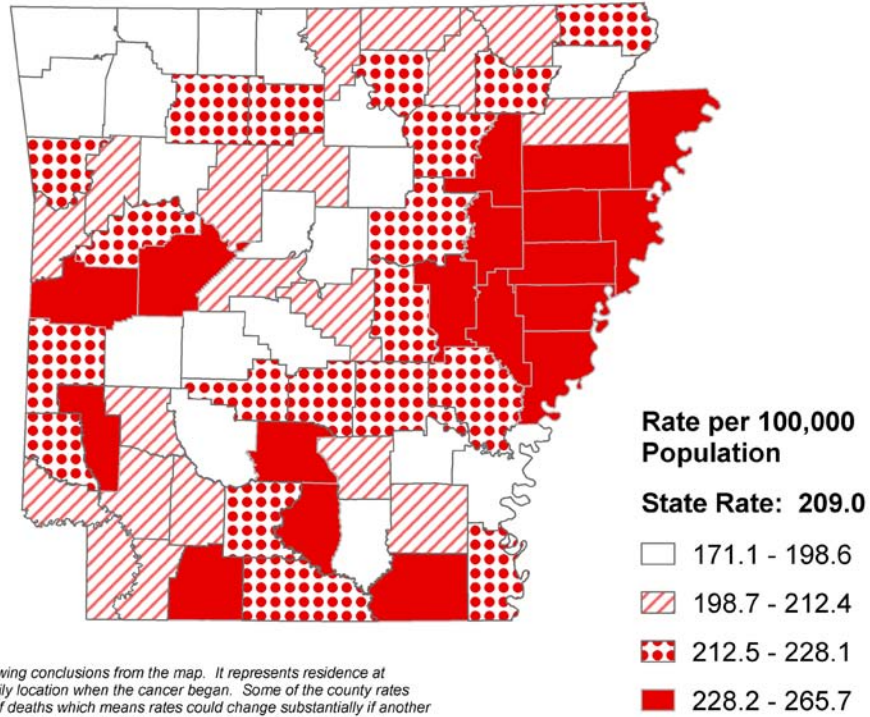 Rate per 100,000
Population
State Rate: 209.0
171.1 - 198.6
198.7 - 212.4
212.5 - 228.1
228.2 - 265.7
wing conclusions from the map. It represents residence at
ily location when the cancer began. Some of the county rates
of deaths which means rates could change substantially if another